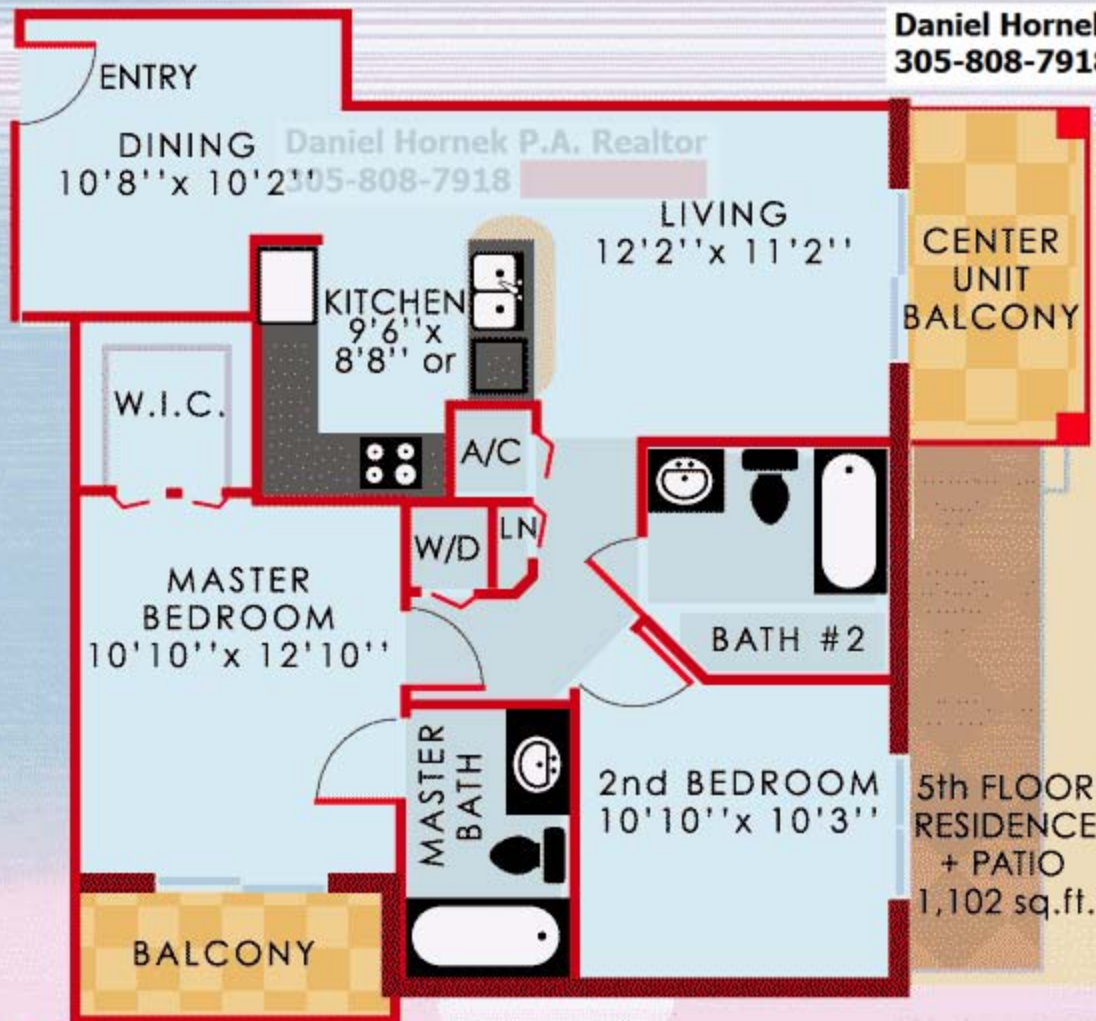 Daniel Hornel
305-808-7918
ENTRY
DINING
10'8''x 10'2''
Daniel Hornek P.A. Realtor
305-808-7918
LIVING
12'2''x 11'2''
CENTER
UNIT
BALCONY
KITCHEN
9'6''x
8'8'' or
W.I.C.
A/C
W/D
LN
MASTER
BEDROOM
10'10''x 12'10''
BATH #2
MASTER
BATH
2nd BEDROOM
10'10''x 10'3''
5th FLOOR
RESIDENCE
+ PATIO
1,102 sq.ft.
BALCONY